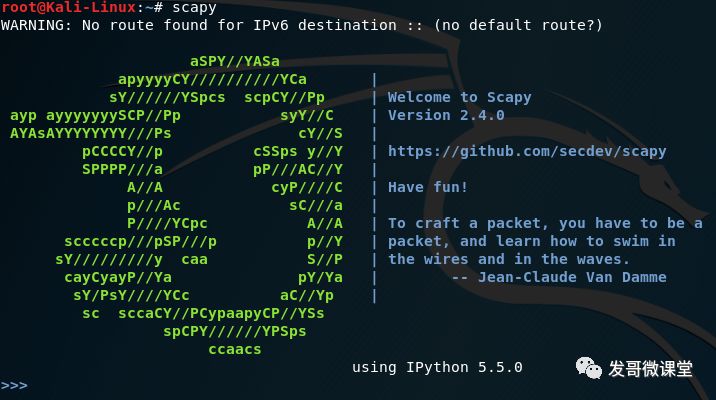 root@Kali-Linux:~# scapy
WARNING: No route found for IPv6 destination :: (no default route?)
aSPY//YASa
apyyyyCY//////////YCa |
sY//////YSpcs scpCY//Pp | Welcome to Scapy
ayp ayyyyyyySCP//Pp syY//C | Version 2.4.0
AYAsAYYYYYYYY///Ps cY//S |
pCCCCY//p cSSps y//Y | https://github.com/secdev/scapy
SPPPP///a pP///AC//Y |
A//A cyP////C | Have fun!
p///Ac sC///a |
P////YCpc A//A | To craft a packet, you have to be a
scccccp///pSP///p p//Y | packet, and learn how to swim in
sY/////////y caa S//P | the wires and in the waves.
cayCyayP//Ya pY/Ya | -- Jean-Claude Van Damme
sY/PsY////YCc aC//Yp |
sc sccaCY//PCypaapyCP//YSs
spCPY//////YPSps
ccaacs
using IPython 5.5.0
>>>
发哥微课堂